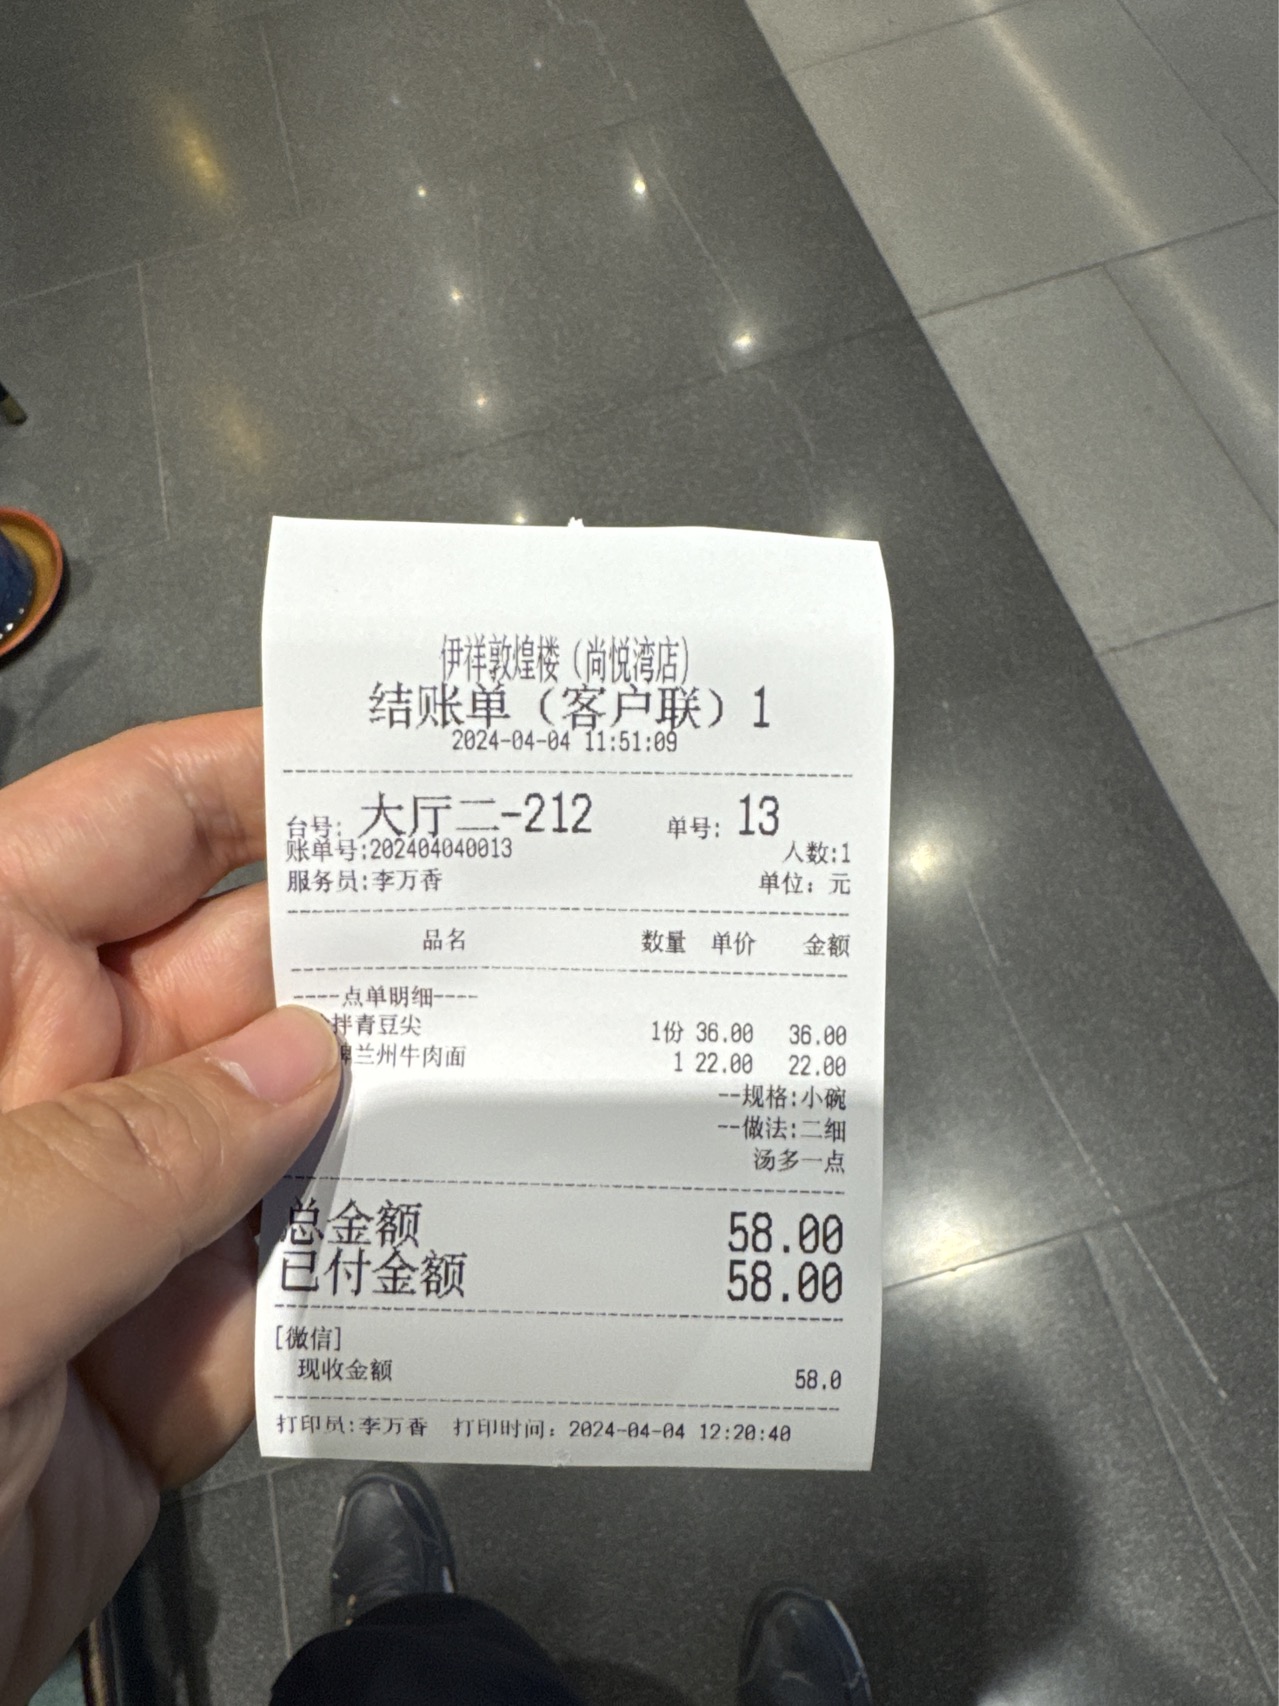 伊祥敦煌楼（尚悦湾店）
结账单（客户联）1
2024-04-04 11:51:09
台号: 大厅二-212 单号: 13
账单号:202404040013 人数:1
服务员:李万香 单位：元
品名 数量 单价 金额
----点单明细----
拌青豆尖 1份 36.00 36.00
牌兰州牛肉面 1 22.00 22.00
--规格:小碗
--做法:二细
汤多一点
总金额 58.00
已付金额 58.00
[微信]
现收金额 58.0
打印员:李万香 打印时间：2024-04-04 12:20:40